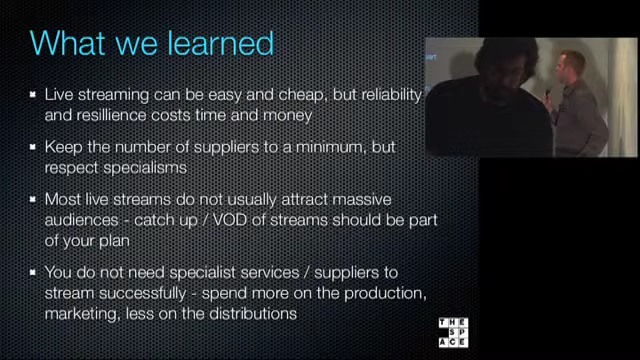 What we learned
Live streaming can be easy and cheap, but reliability
and resillience costs time and money
Keep the number of suppliers to a minimum, but
respect specialisms
Most live streams do not usually attract massive
audiences - catch up / VOD of streams should be part
of your plan
You do not need specialist services / suppliers to
stream successfully - spend more on the production,
marketing, less on the distributions
THE
SP
ACE